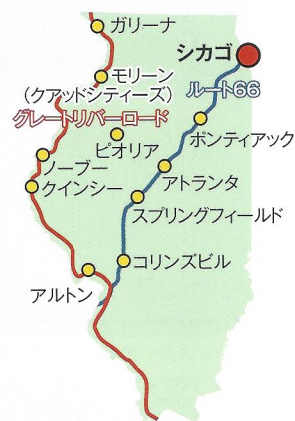 ガリーナ
シカゴ
モリーン
(クアッドシティーズ)
ルート66
グレートリバーロード
ポンティアック
ピオリア
ノーブー
アトランタ
クインシー
スプリングフィールド
コリンズビル
アルトン